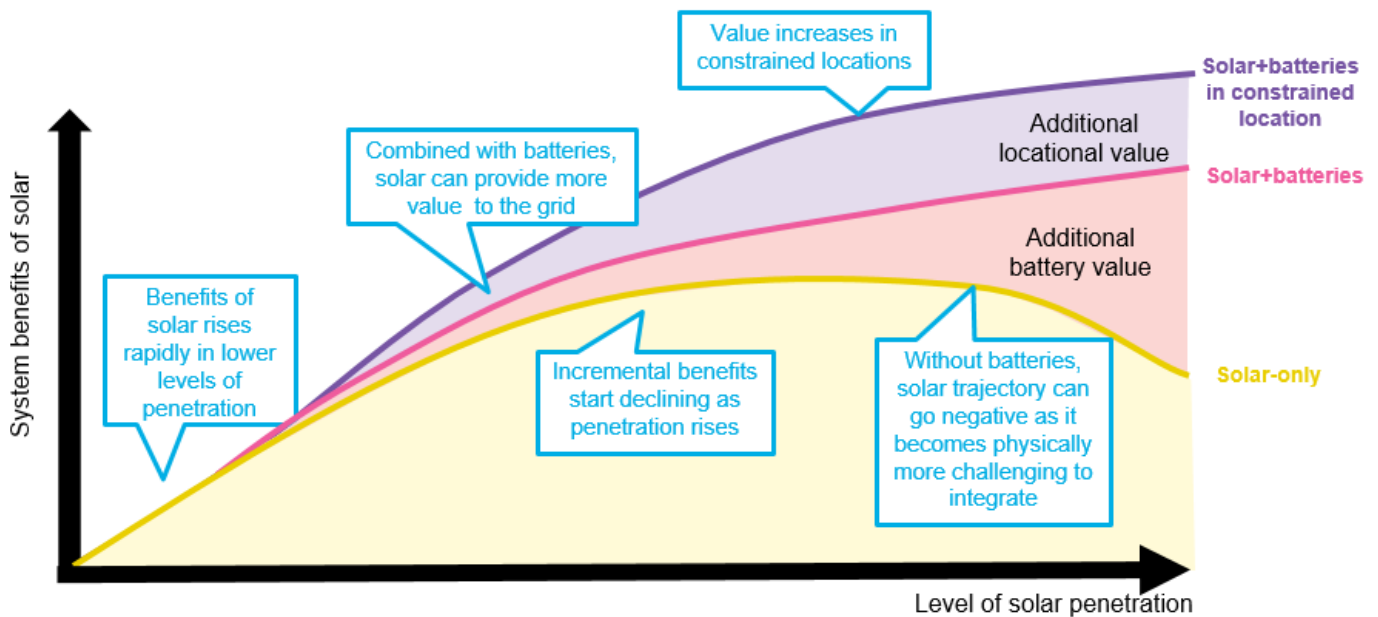 Value increases in
constrained locations
Solar+batteries
in constrained
location
Additional
locational value
Combined with batteries,
solar can provide more
value to the grid
Solar+batteries
System benefits of solar
Additional
battery value
Benefits of
solar rises
rapidly in lower
levels of
penetration
Incremental benefits
start declining as
penetration rises
Without batteries,
solar trajectory can
go negative as it
becomes physically
more challenging to
integrate
Solar-only
Level of solar penetration